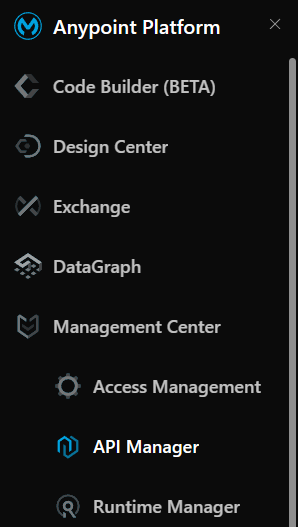 Anypoint Platform
Code Builder (BETA)
Design Center
Exchange
DataGraph
Management Center
Access Management
API Manager
Runtime Manager